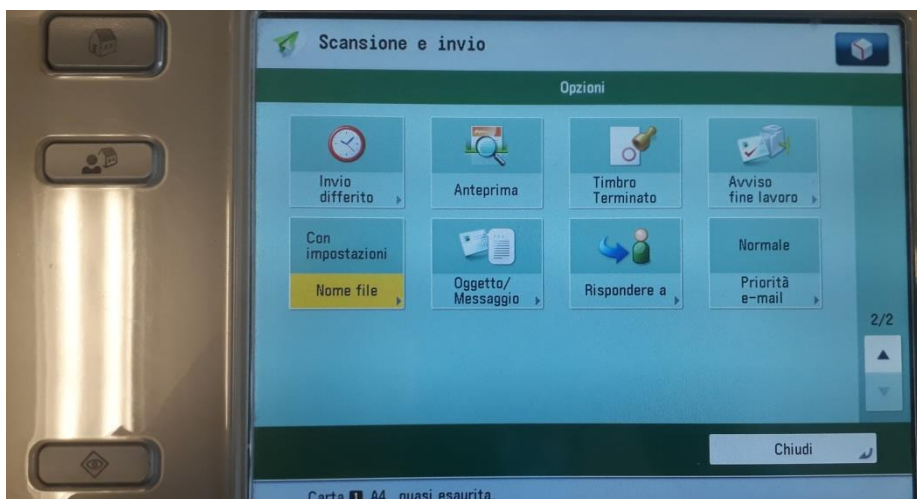 Scansione e invio
Opzioni
Invio
differito
Anteprima
Timbro
Terminato
Avviso
fine lavoro
Con
impostazioni
Nome file
Oggetto/
Messaggio
Rispondere a
Normale
Priorità
e-mail
2/2
Chiudi
Carta 1 A4 quasi esaurita.